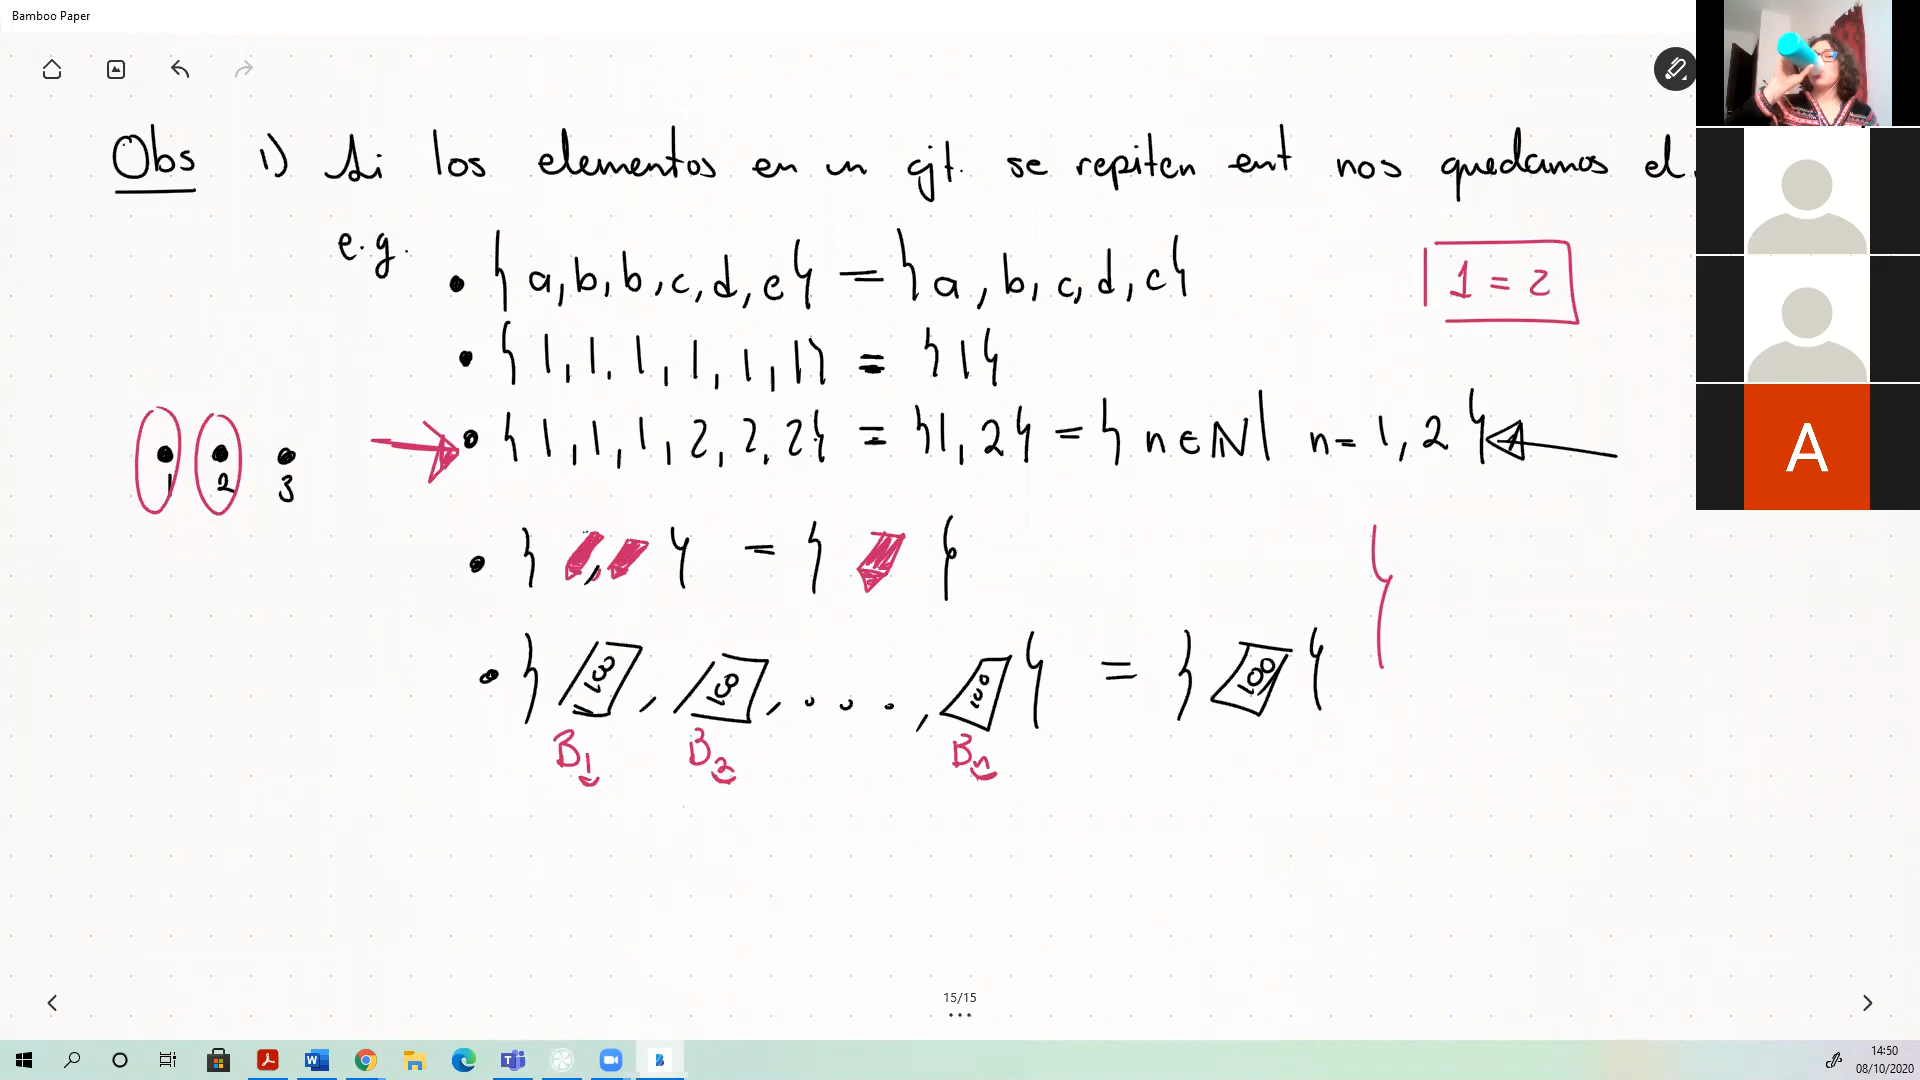 Bamboo Paper
Obs 1) Si los elementos en un cjt. se repiten ent nos quedamos el
e.g. • { a, b, b, c, d, e } = { a, b, c, d, e }
1 = 2
• { 1, 1, 1, 1, 1, 1 } = { 1 }
• { 1, 1, 1, 2, 2, 2 } = { 1, 2 } = { n ∈ ℕ | n = 1, 2 }
1 2 3
• { , } = { }
• { 100, 100, ...., 100 } = { 100 }
B1 B2 Bn
A
15/15
14:50
08/10/2020